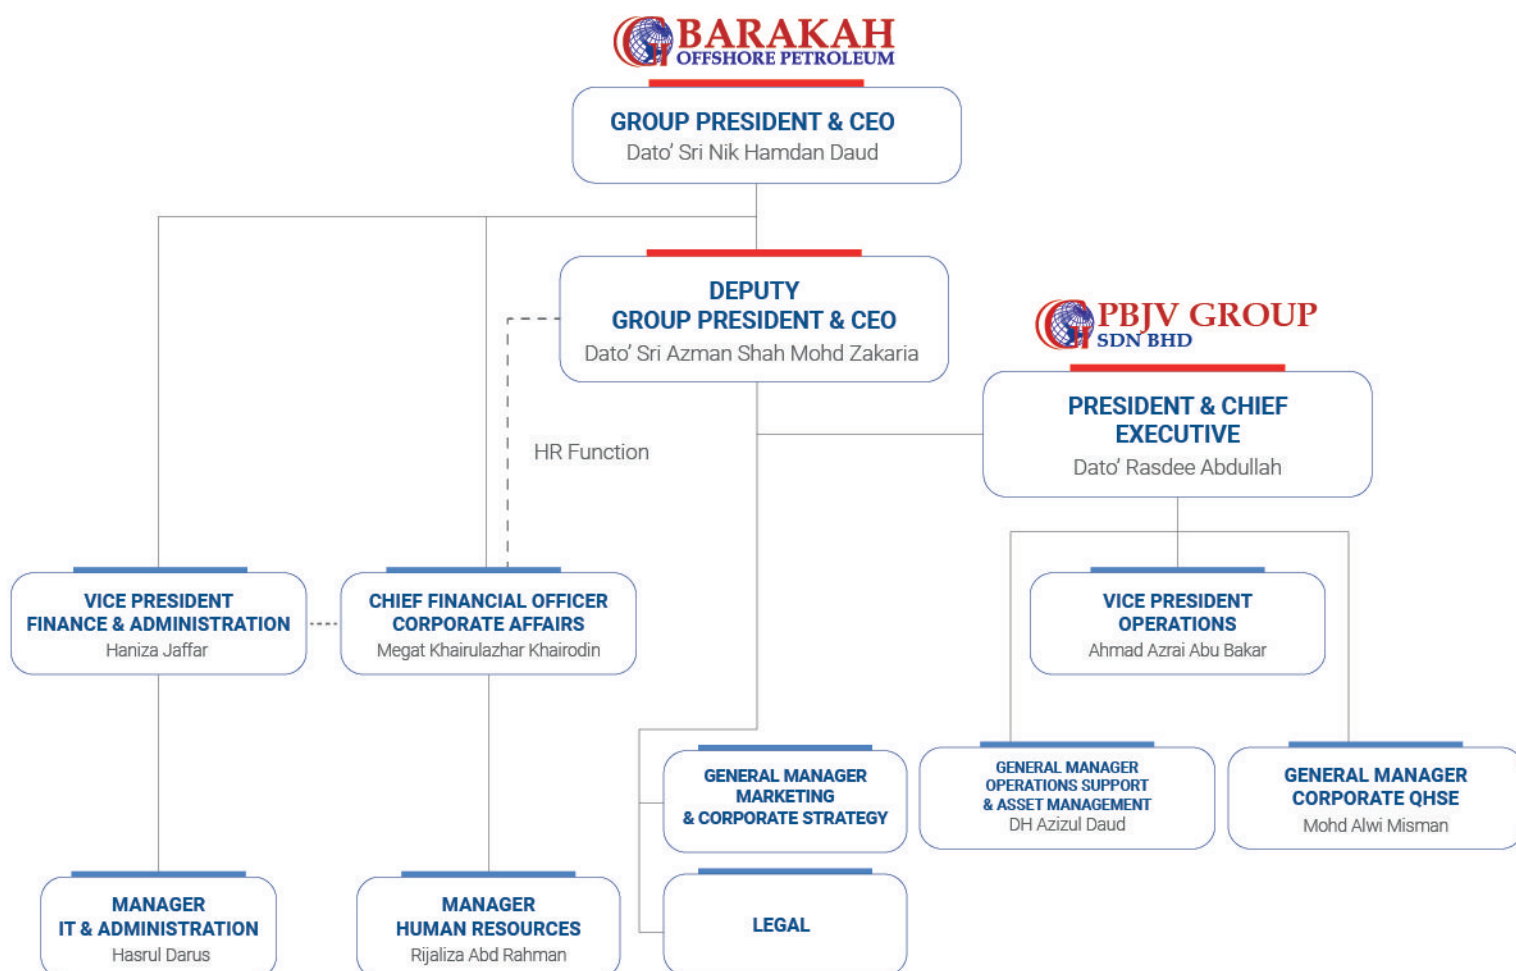 BARAKAH
OFFSHORE PETROLEUM
GROUP PRESIDENT & CEO
Dato' Sri Nik Hamdan Daud
DEPUTY
GROUP PRESIDENT & CEO
Dato' Sri Azman Shah Mohd Zakaria
PBJV GROUP
SDN BHD
PRESIDENT & CHIEF
EXECUTIVE
Dato' Rasdee Abdullah
HR Function
VICE PRESIDENT
FINANCE & ADMINISTRATION
Haniza Jaffar
CHIEF FINANCIAL OFFICER
CORPORATE AFFAIRS
Megat Khairulazhar Khairodin
VICE PRESIDENT
OPERATIONS
Ahmad Azrai Abu Bakar
GENERAL MANAGER
MARKETING
& CORPORATE STRATEGY
GENERAL MANAGER
OPERATIONS SUPPORT
& ASSET MANAGEMENT
DH Azizul Daud
GENERAL MANAGER
CORPORATE QHSE
Mohd Alwi Misman
MANAGER
IT & ADMINISTRATION
Hasrul Darus
MANAGER
HUMAN RESOURCES
Rijaliza Abd Rahman
LEGAL